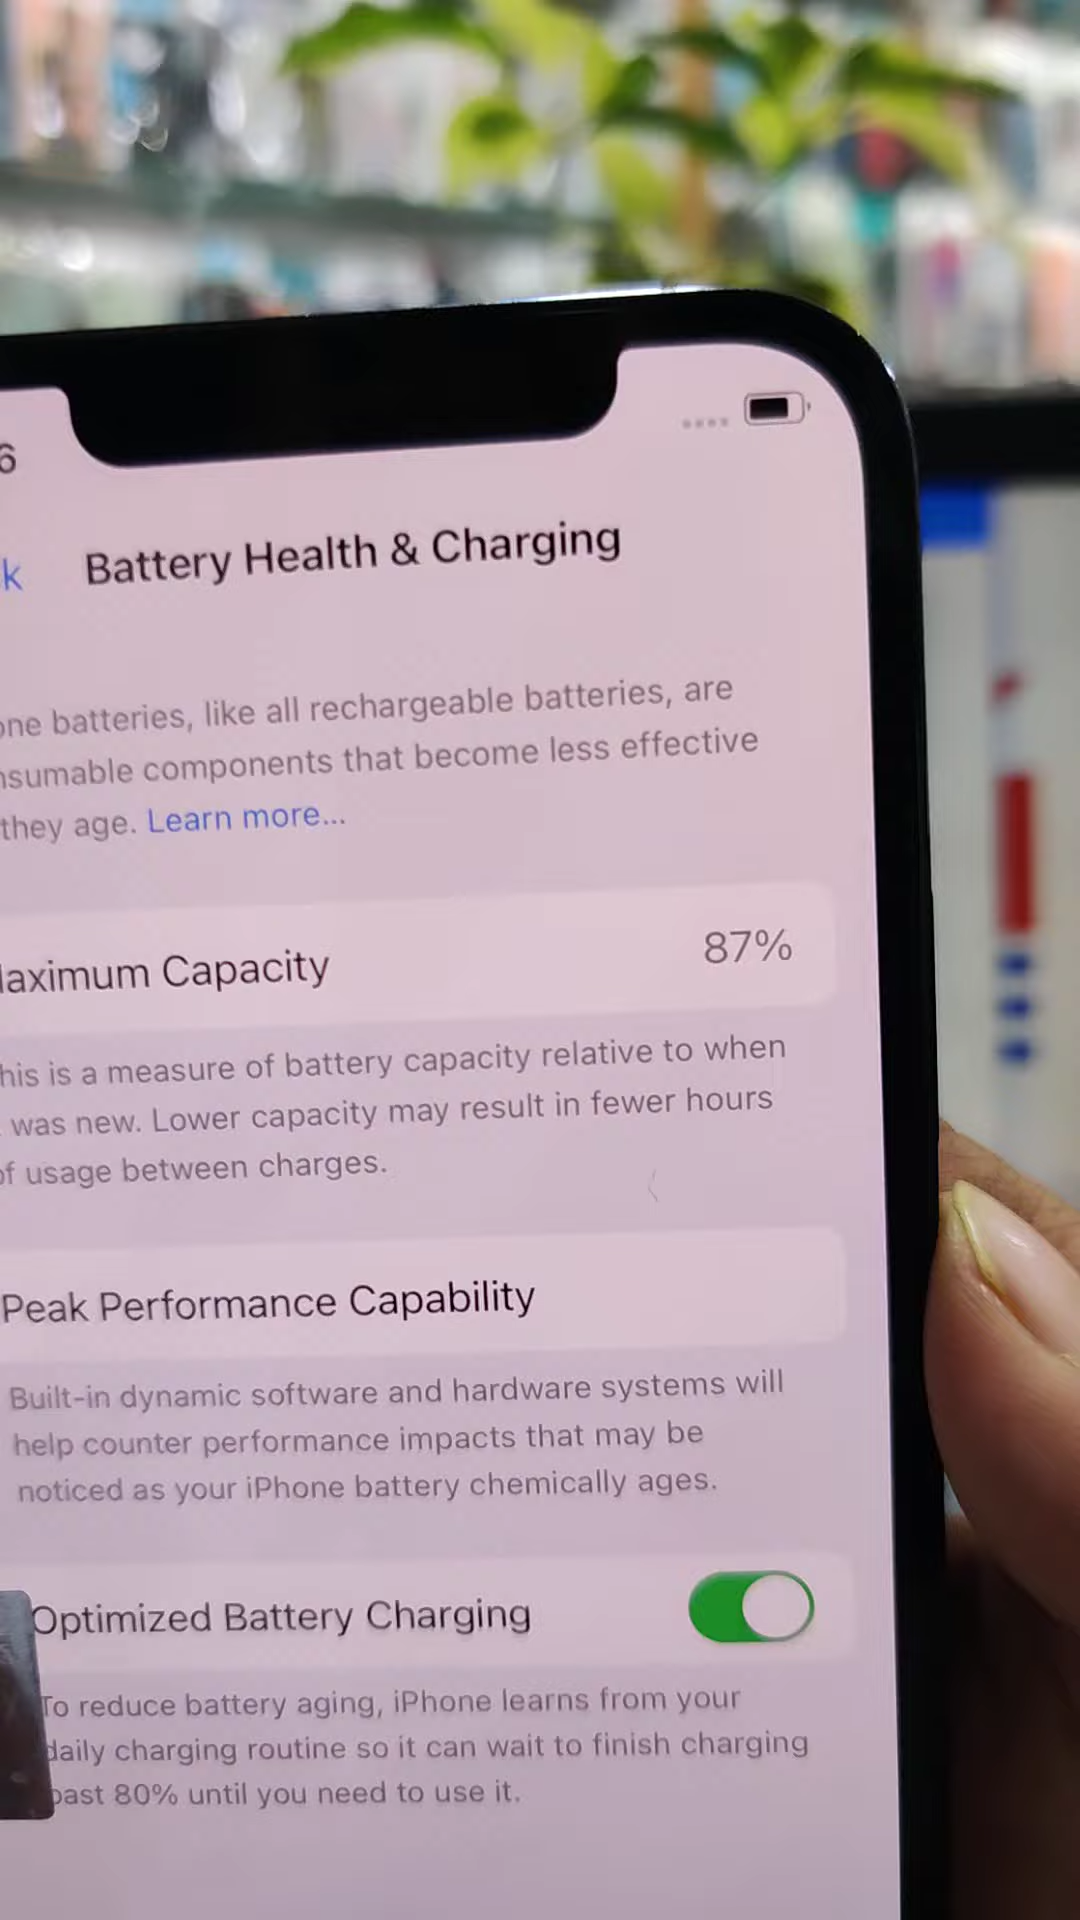 6
k Battery Health & Charging
one batteries, like all rechargeable batteries, are
nsumable components that become less effective
they age. Learn more...
Maximum Capacity 87%
his is a measure of battery capacity relative to when
was new. Lower capacity may result in fewer hours
of usage between charges.
Peak Performance Capability
Built-in dynamic software and hardware systems will
help counter performance impacts that may be
noticed as your iPhone battery chemically ages.
Optimized Battery Charging
To reduce battery aging, iPhone learns from your
daily charging routine so it can wait to finish charging
past 80% until you need to use it.